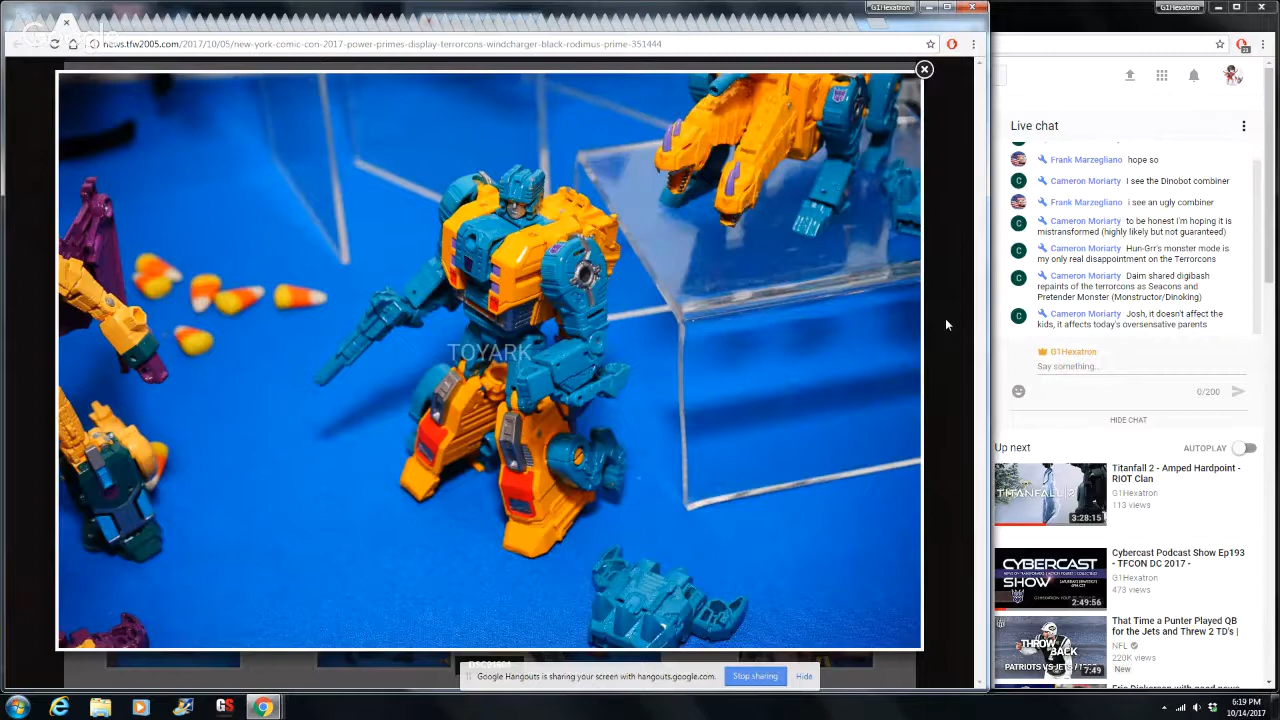 G1Hexatron
G1Hexatron
news.tfw2005.com/2017/10/05/new-york-comic-con-2017-power-primes-display-terrorcons-windcharger-black-rodimus-prime-351444
23
Live chat
Frank Marzegliano hope so
Cameron Moriarty I see the Dinobot combiner
Frank Marzegliano i see an ugly combiner
Cameron Moriarty to be honest I'm hoping it is
mistransformed (highly likely but not guaranteed)
Cameron Moriarty Hun-Grr's monster mode is
my only real disappointment on the Terrorcons
Cameron Moriarty Daim shared digibash
repaints of the terrorcons as Seacons and
Pretender Monster (Monstructor/Dinoking)
Cameron Moriarty Josh, it doesn't affect the
kids, it affects today's oversensative parents
G1Hexatron
Say something...
0/200
HIDE CHAT
Up next
AUTOPLAY
TOYARK
TITANFALL 2
3:28:15
Titanfall 2 - Amped Hardpoint -
RIOT Clan
G1Hexatron
113 views
CYBERCAST
SHOW
2:49:56
Cybercast Podcast Show Ep193
- TFCON DC 2017 -
G1Hexatron
473 views
THROW
BACK
PATRIOTS VS JETS
7:49
That Time a Punter Played QB
for the Jets and Threw 2 TD's |
NFL
220K views
New
Google Hangouts is sharing your screen with hangouts.google.com.
Stop sharing
Hide
GS
6:19 PM
10/14/2017